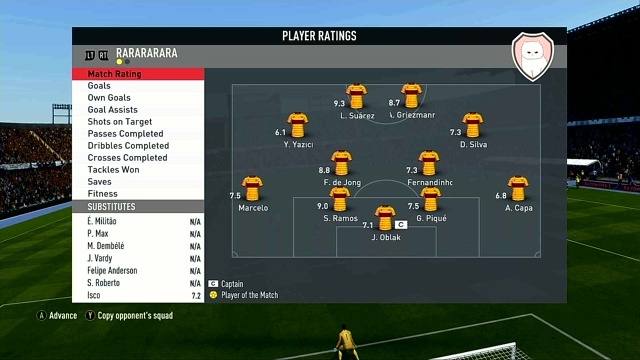 PLAYER RATINGS
LT RT RARARARARA
Match Rating
Goals
Own Goals
Goal Assists
Shots on Target
Passes Completed
Dribbles Completed
Crosses Completed
Tackles Won
Saves
Fitness
SUBSTITUTES
É. Militão N/A
P. Max N/A
M. Dembélé N/A
J. Vardy N/A
Felipe Anderson N/A
S. Roberto N/A
Isco 7.2
9.3 8.7
L. Suárez A. Griezmann
6.1 7.3
Y. Yazici D. Silva
8.8 7.3
F. de Jong Fernandinho
7.5 9.0 7.5 6.8
Marcelo S. Ramos G. Piqué A. Capa
7.1 C
J. Oblak
C Captain
Player of the Match
A Advance Y Copy opponent's squad